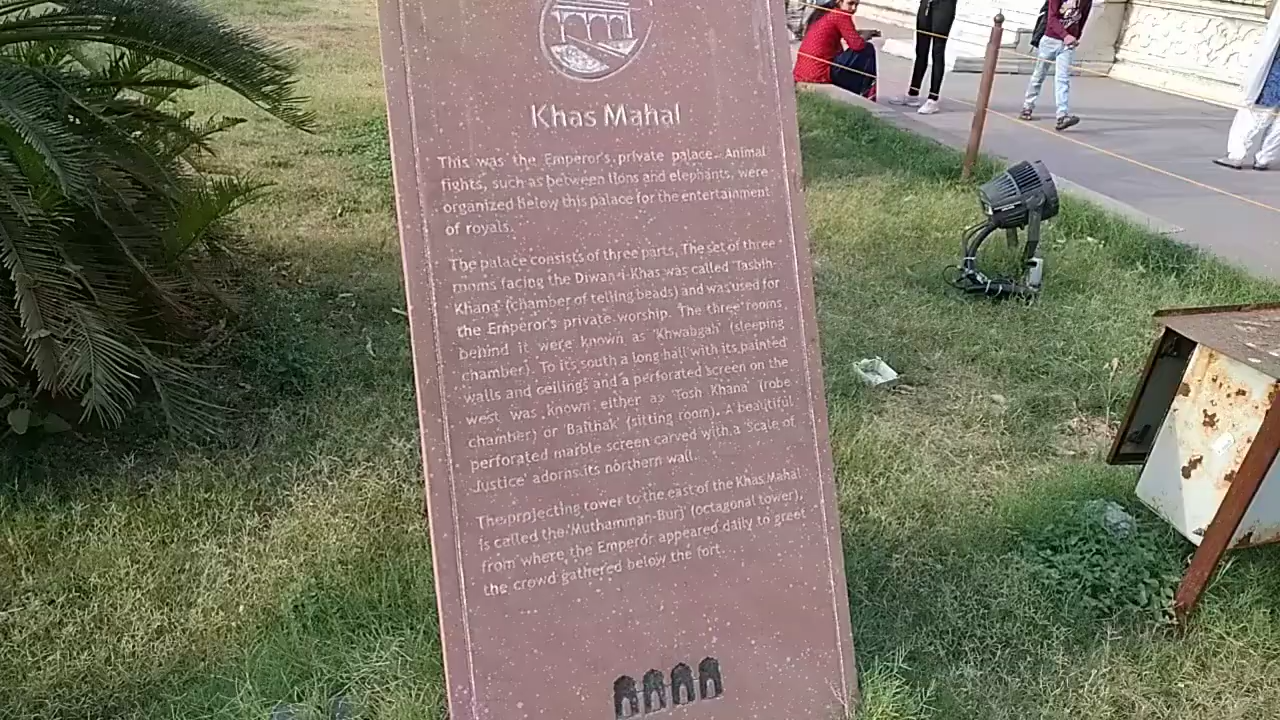 Khas Mahal
This was the Emperor's private palace. Animal
fights, such as between lions and elephants, were
organized below this palace for the entertainment
of royals.
The palace consists of three parts. The set of three
rooms facing the Diwan-i-Khas was called 'Tasbih-
Khana' (chamber of telling beads) and was used for
the Emperor's private worship. The three rooms
behind it were known as 'Khwabgah' (sleeping
chamber). To its south a long hall with its painted
walls and ceilings and a perforated screen on the
west was known either as 'Tosh Khana' (robe
chamber) or 'Baithak' (sitting room). A beautiful
perforated marble screen carved with a 'Scale of
Justice' adorns its northern wall.
The projecting tower to the east of the Khas Mahal
is called the 'Muthamman-Burj' (octagonal tower),
from where the Emperor appeared daily to greet
the crowd gathered below the fort.